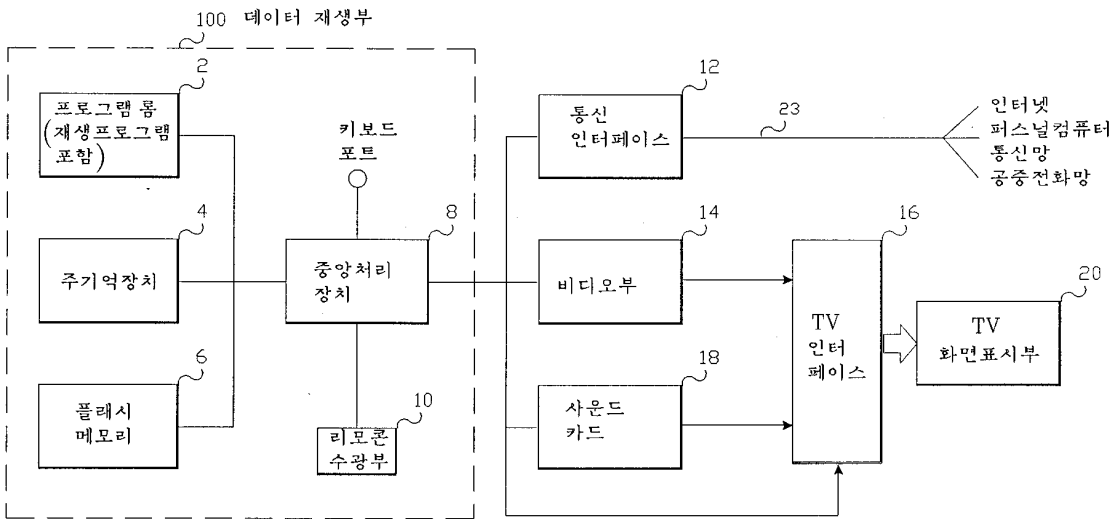 100 데이터 재생부
2
프로그램 롬
(재생프로그램
포함)
4
주기억장치
6
플래시
메모리
키보드
포트
8
중앙처리
장치
10
리모콘
수광부
12
통신
인터페이스
23
인터넷
퍼스널컴퓨터
통신망
공중전화망
14
비디오부
18
사운드
카드
16
TV
인터
페이스
20
TV
화면표시부